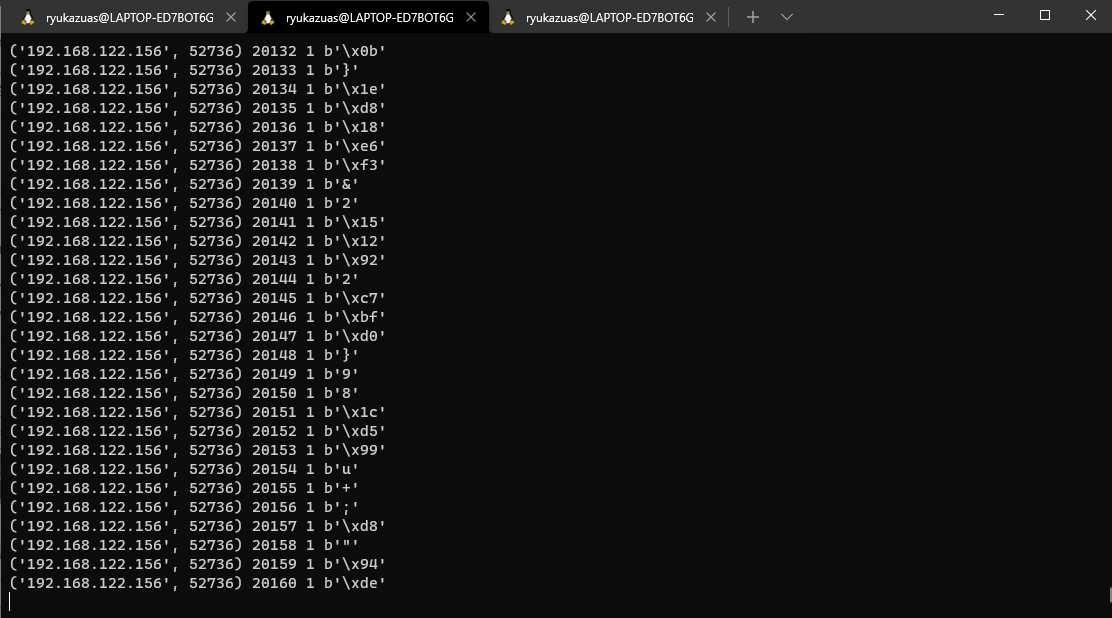 ryukazuas@LAPTOP-ED7BOT6G ryukazuas@LAPTOP-ED7BOT6G ryukazuas@LAPTOP-ED7BOT6G
('192.168.122.156', 52736) 20132 1 b'\x0b'
('192.168.122.156', 52736) 20133 1 b'}'
('192.168.122.156', 52736) 20134 1 b'\x1e'
('192.168.122.156', 52736) 20135 1 b'\xd8'
('192.168.122.156', 52736) 20136 1 b'\x18'
('192.168.122.156', 52736) 20137 1 b'\xe6'
('192.168.122.156', 52736) 20138 1 b'\xf3'
('192.168.122.156', 52736) 20139 1 b'&'
('192.168.122.156', 52736) 20140 1 b'2'
('192.168.122.156', 52736) 20141 1 b'\x15'
('192.168.122.156', 52736) 20142 1 b'\x12'
('192.168.122.156', 52736) 20143 1 b'\x92'
('192.168.122.156', 52736) 20144 1 b'2'
('192.168.122.156', 52736) 20145 1 b'\xc7'
('192.168.122.156', 52736) 20146 1 b'\xbf'
('192.168.122.156', 52736) 20147 1 b'\xd0'
('192.168.122.156', 52736) 20148 1 b'}'
('192.168.122.156', 52736) 20149 1 b'9'
('192.168.122.156', 52736) 20150 1 b'8'
('192.168.122.156', 52736) 20151 1 b'\x1c'
('192.168.122.156', 52736) 20152 1 b'\xd5'
('192.168.122.156', 52736) 20153 1 b'\x99'
('192.168.122.156', 52736) 20154 1 b'u'
('192.168.122.156', 52736) 20155 1 b'+'
('192.168.122.156', 52736) 20156 1 b';'
('192.168.122.156', 52736) 20157 1 b'\xd8'
('192.168.122.156', 52736) 20158 1 b'"'
('192.168.122.156', 52736) 20159 1 b'\x94'
('192.168.122.156', 52736) 20160 1 b'\xde'